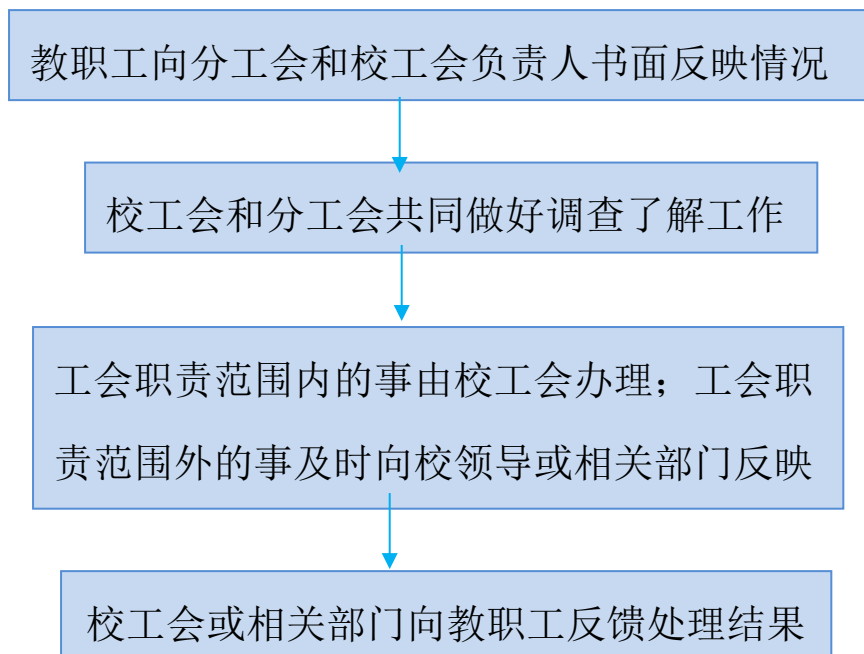 教职工向分工会和校工会负责人书面反映情况
校工会和分工会共同做好调查了解工作
工会职责范围内的事由校工会办理；工会职
责范围外的事及时向校领导或相关部门反映
校工会或相关部门向教职工反馈处理结果